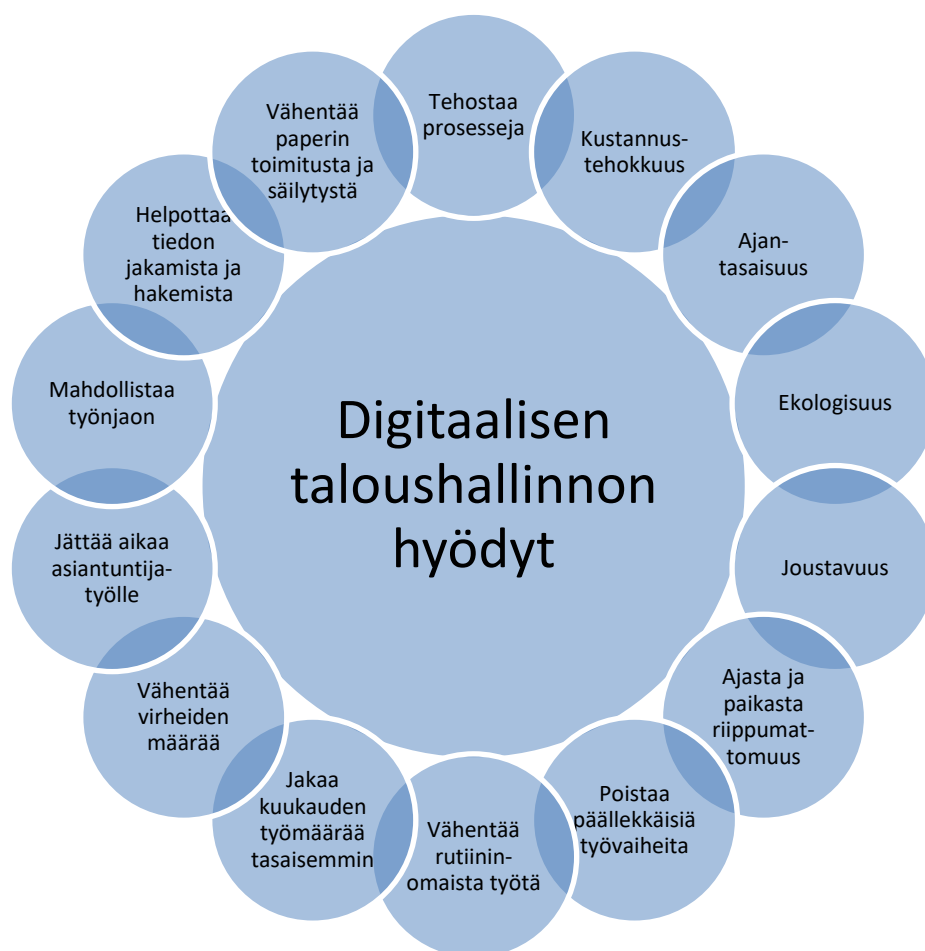 Tehostaa
prosesseja
Kustannus-
tehokkuus
Ajan-
tasaisuus
Ekologisuus
Joustavuus
Ajasta ja
paikasta
riippumat-
tomuus
Poistaa
päällekkäisiä
työvaiheita
Vähentää
rutiinin-
omaista työtä
Jakaa
kuukauden
työmäärää
tasaisemmin
Vähentää
virheiden
määrää
Jättää aikaa
asiantuntija-
työlle
Mahdollistaa
työnjaon
Helpottaa
tiedon
jakamista ja
hakemista
Vähentää
paperin
toimitusta ja
säilytystä
Digitaalisen
taloushallinnon
hyödyt